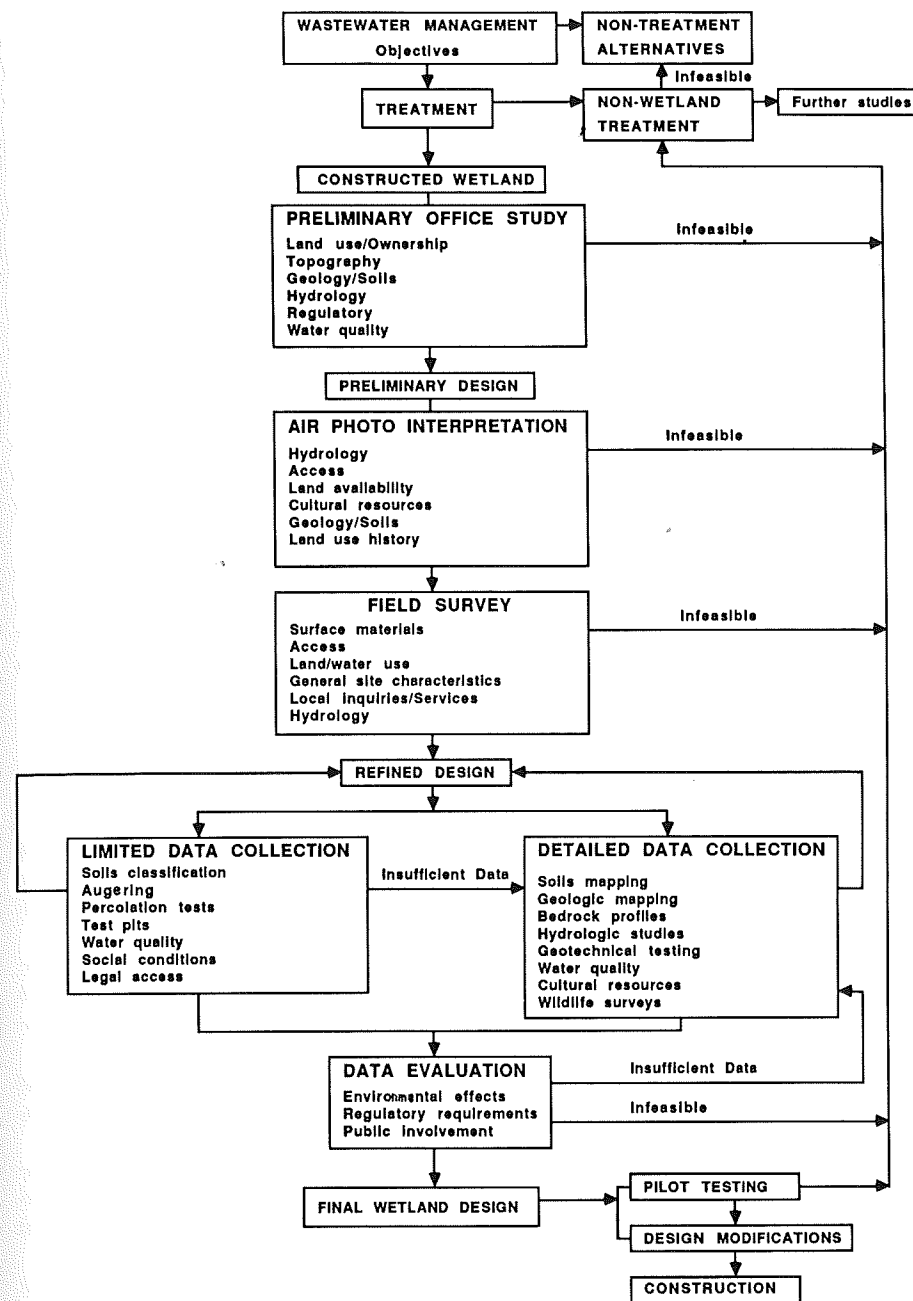 WASTEWATER MANAGEMENT
Objectives
NON-TREATMENT
ALTERNATIVES
Infeasible
TREATMENT
NON-WETLAND
TREATMENT
Further studies
CONSTRUCTED WETLAND
PRELIMINARY OFFICE STUDY
Land use/Ownership
Topography
Geology/Soils
Hydrology
Regulatory
Water quality
Infeasible
PRELIMINARY DESIGN
AIR PHOTO INTERPRETATION
Hydrology
Access
Land availability
Cultural resources
Geology/Soils
Land use history
Infeasible
FIELD SURVEY
Surface materials
Access
Land/water use
General site characteristics
Local inquiries/Services
Hydrology
Infeasible
REFINED DESIGN
LIMITED DATA COLLECTION
Soils classification
Augering
Percolation tests
Test pits
Water quality
Social conditions
Legal access
Insufficient Data
DETAILED DATA COLLECTION
Soils mapping
Geologic mapping
Bedrock profiles
Hydrologic studies
Geotechnical testing
Water quality
Cultural resources
Wildlife surveys
DATA EVALUATION
Environmental effects
Regulatory requirements
Public involvement
Insufficient Data
Infeasible
FINAL WETLAND DESIGN
PILOT TESTING
DESIGN MODIFICATIONS
CONSTRUCTION